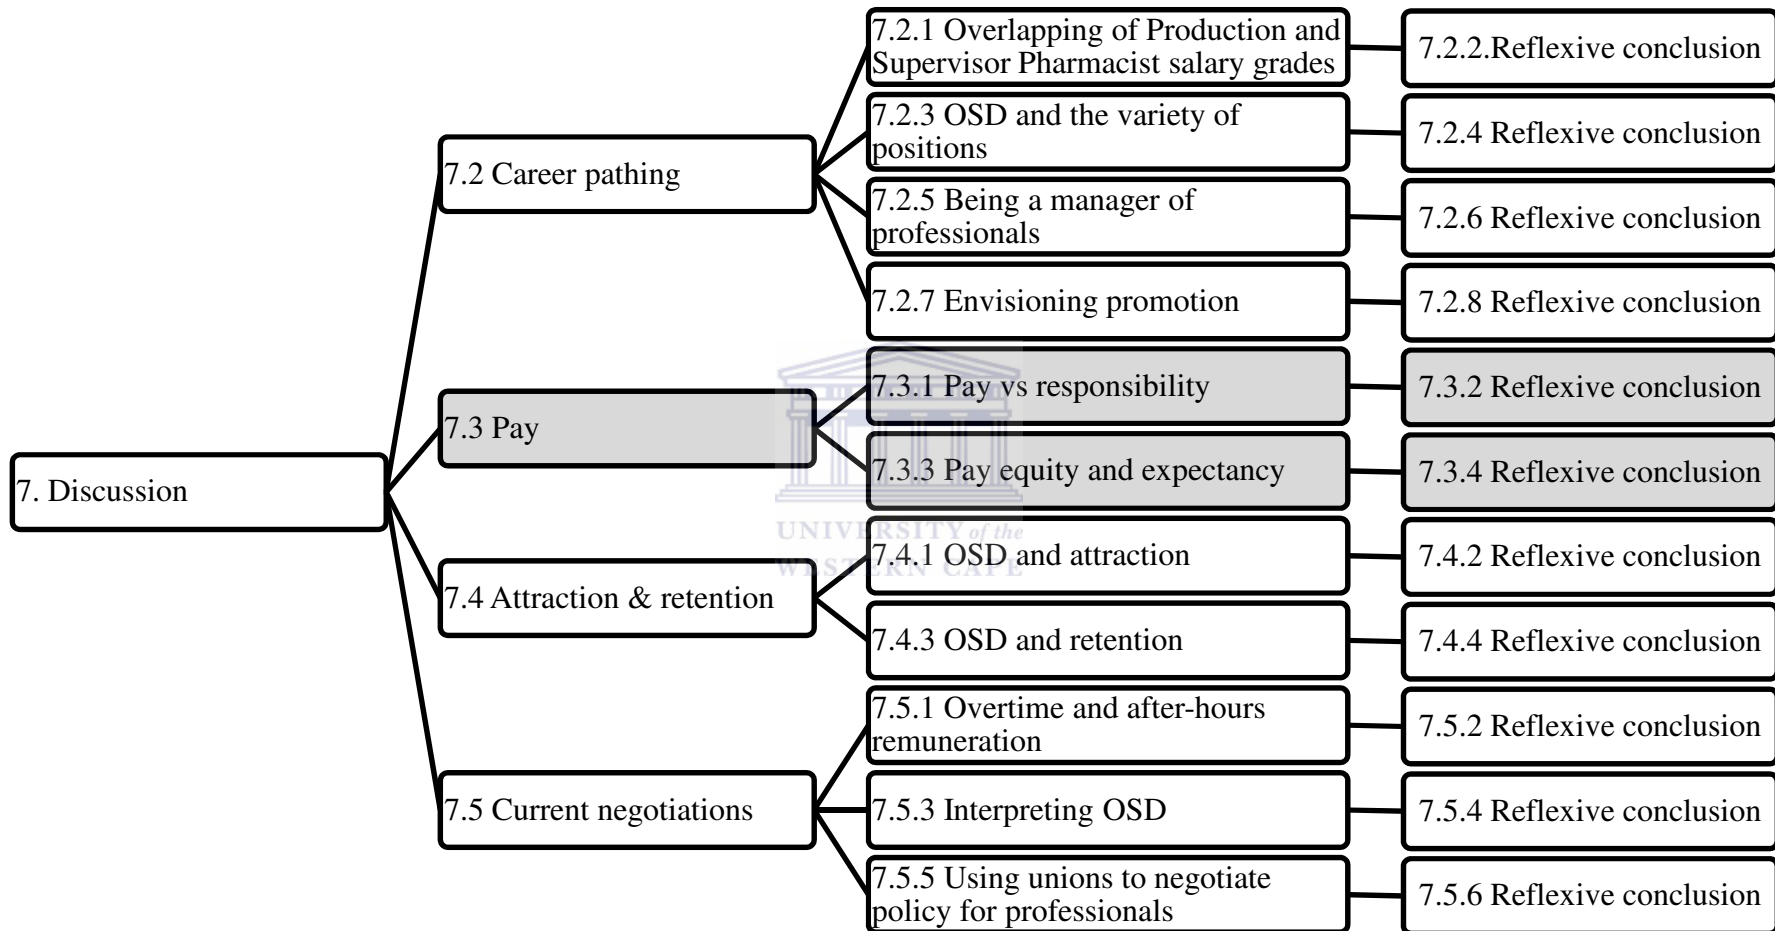 7. Discussion
7.2 Career pathing
7.2.1 Overlapping of Production and
Supervisor Pharmacist salary grades
7.2.2.Reflexive conclusion
7.2.3 OSD and the variety of
positions
7.2.4 Reflexive conclusion
7.2.5 Being a manager of
professionals
7.2.6 Reflexive conclusion
7.2.7 Envisioning promotion
7.2.8 Reflexive conclusion
7.3 Pay
7.3.1 Pay vs responsibility
7.3.2 Reflexive conclusion
7.3.3 Pay equity and expectancy
7.3.4 Reflexive conclusion
7.4 Attraction & retention
7.4.1 OSD and attraction
7.4.2 Reflexive conclusion
7.4.3 OSD and retention
7.4.4 Reflexive conclusion
7.5 Current negotiations
7.5.1 Overtime and after-hours
remuneration
7.5.2 Reflexive conclusion
7.5.3 Interpreting OSD
7.5.4 Reflexive conclusion
7.5.5 Using unions to negotiate
policy for professionals
7.5.6 Reflexive conclusion
UNIVERSITY of the
WESTERN CAPE